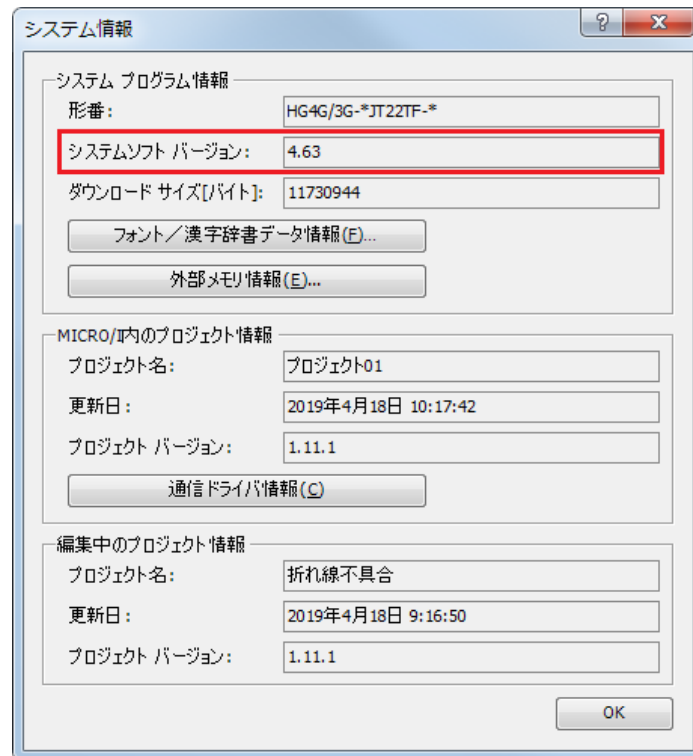 システム情報
システム プログラム情報
形番: HG4G/3G-*JT22TF-*
システムソフト バージョン: 4.63
ダウンロード サイズ[バイト]: 11730944
フォント／漢字辞書データ情報(F)...
外部メモリ情報(E)...
MICRO/I内のプロジェクト情報
プロジェクト名: プロジェクト01
更新日: 2019年4月18日 10:17:42
プロジェクト バージョン: 1.11.1
通信ドライバ情報(C)
編集中のプロジェクト情報
プロジェクト名: 折れ線不具合
更新日: 2019年4月18日 9:16:50
プロジェクト バージョン: 1.11.1
OK